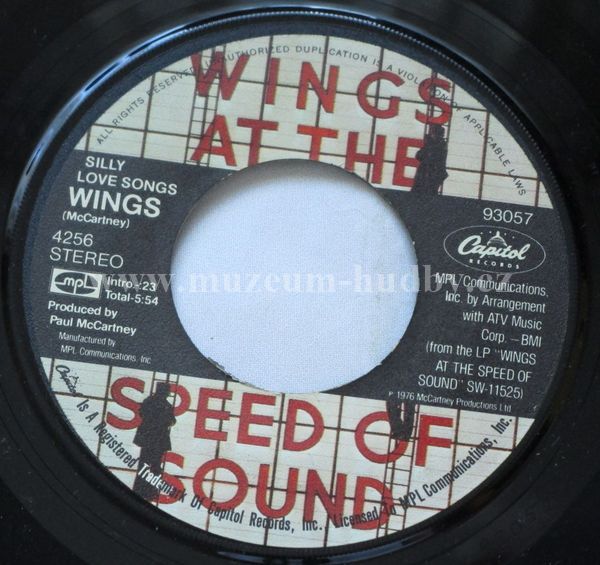 ALL RIGHTS RESERVED. UNAUTHORIZED DUPLICATION IS A VIOLATION OF APPLICABLE LAWS
WINGS
AT THE
SILLY
LOVE SONGS
WINGS
(McCartney)
4256
STEREO
mpl
Intro-:23
Total-5:54
Produced by
Paul McCartney
Manufactured by
MPL Communications, Inc
93057
Capitol
RECORDS
MPL Communications,
Inc. by Arrangement
with ATV Music
Corp. – BMI
(from the LP "WINGS
AT THE SPEED OF
SOUND" SW-11525)
℗ 1976 McCartney Productions Ltd.
www.muzeum-hudby.cz
SPEED OF
SOUND
Capitol Is A Registered Trademark Of Capitol Records, Inc. / Licensed To MPL Communications, Inc.